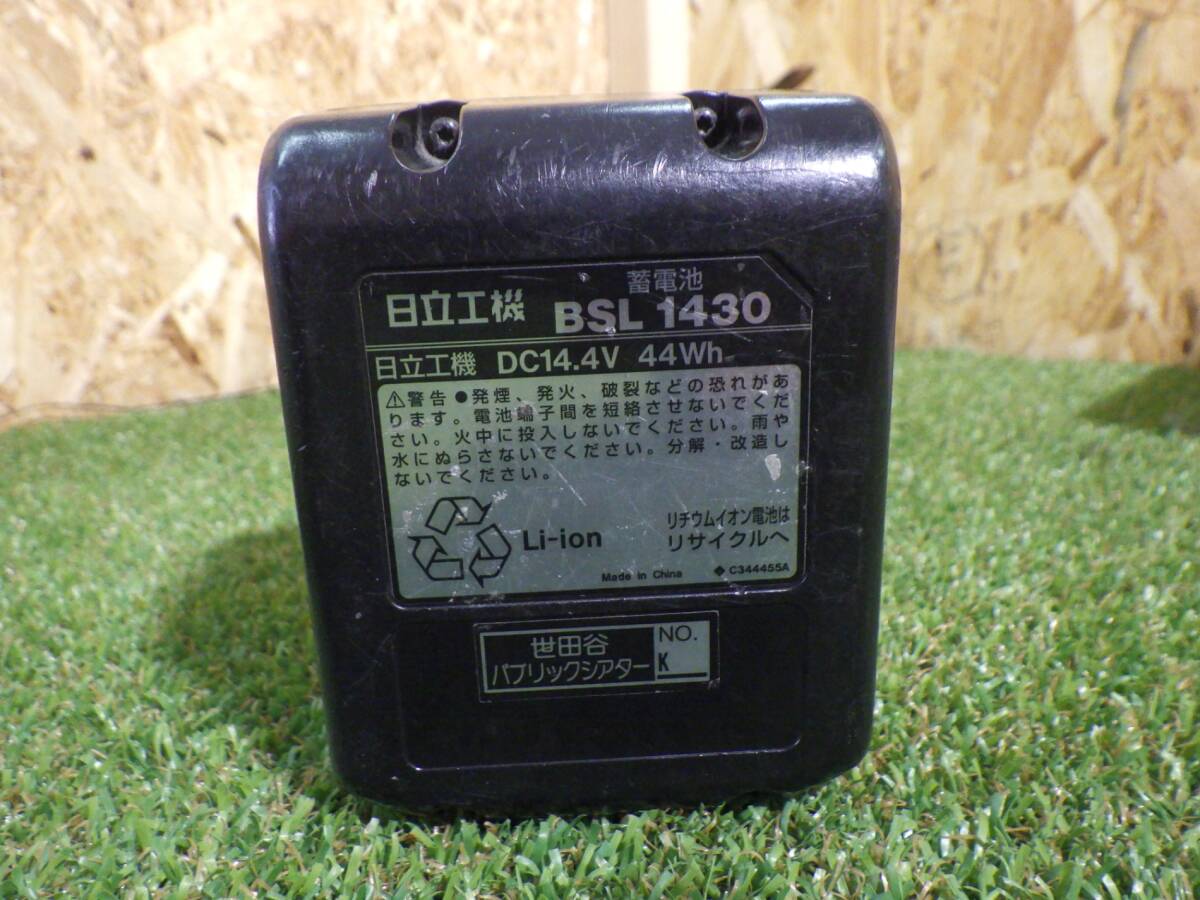 蓄電池
日立工機 BSL 1430
日立工機 DC14.4V 44Wh
⚠警告 ●発煙、発火、破裂などの恐れがあ
ります。電池端子間を短絡させないでくだ
さい。火中に投入しないでください。雨や
水にぬらさないでください。分解・改造し
ないでください。
Li-ion
リチウムイオン電池は
リサイクルへ
Made in China
◆C344455A
世田谷
パブリックシアター
NO.
K